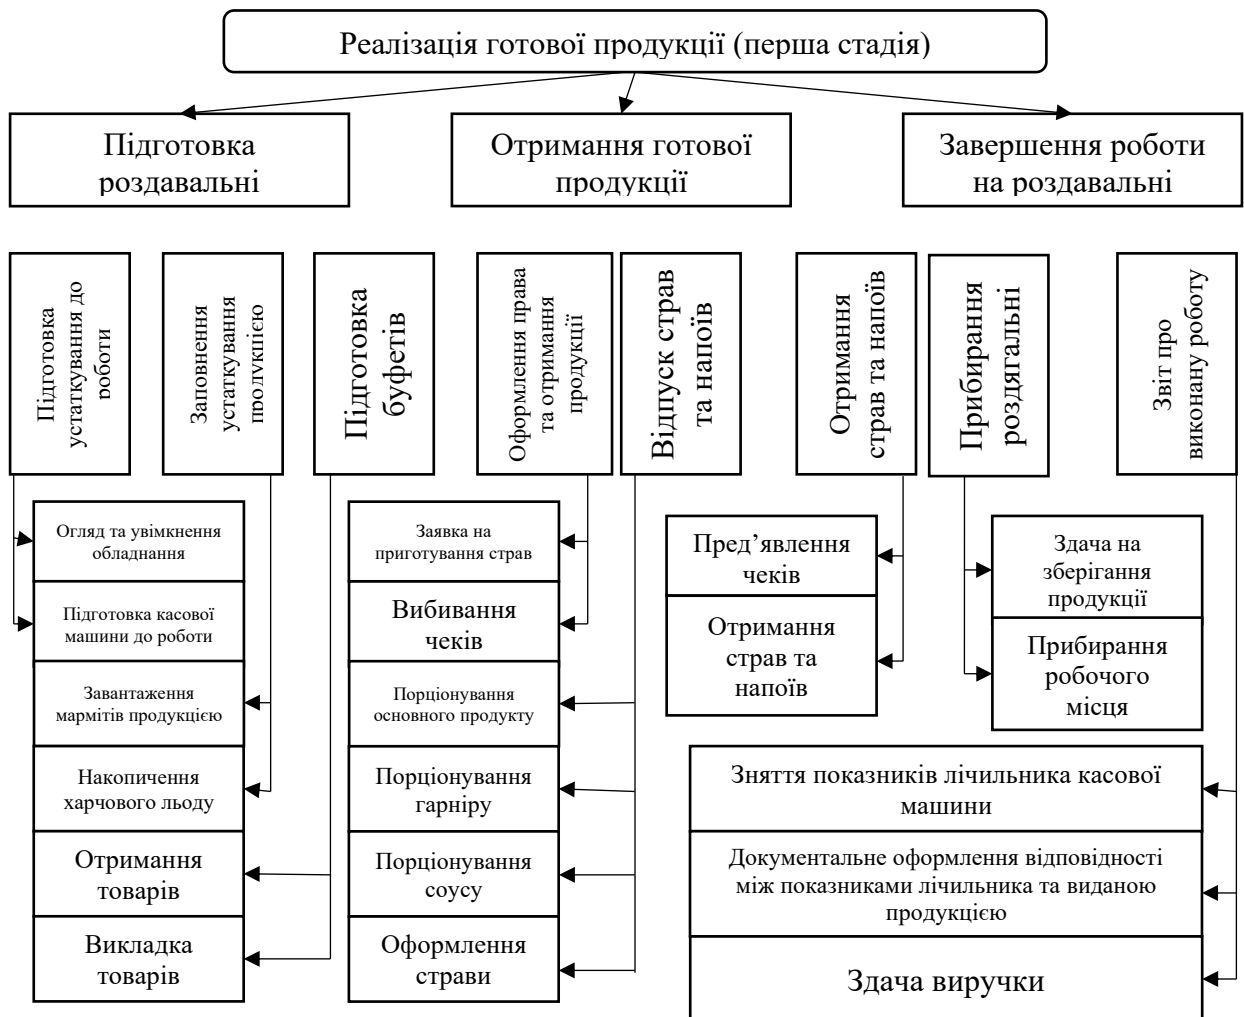 Реалізація готової продукції (перша стадія)
Підготовка
роздавальні
Отримання готової
продукції
Завершення роботи
на роздавальні
Підготовка
устаткування до
роботи
Заповнення
устаткування
продукцією
Підготовка
буфетів
Оформлення права
та отримання
продукції
Відпуск страв
та напоїв
Отримання
страв та напоїв
Прибирання
роздягальні
Звіт про
виконану роботу
Огляд та увімкнення
обладнання
Підготовка касової
машини до роботи
Завантаження
мармітів продукцією
Накопичення
харчового льоду
Отримання
товарів
Викладка
товарів
Заявка на
приготування страв
Вибивання
чеків
Порціонування
основного продукту
Порціонування
гарніру
Порціонування
соусу
Оформлення
страви
Пред’явлення
чеків
Отримання
страв та
напоїв
Здача на
зберігання
продукції
Прибирання
робочого
місця
Зняття показників лічильника касової
машини
Документальне оформлення відповідності
між показниками лічильника та виданою
продукцією
Здача виручки